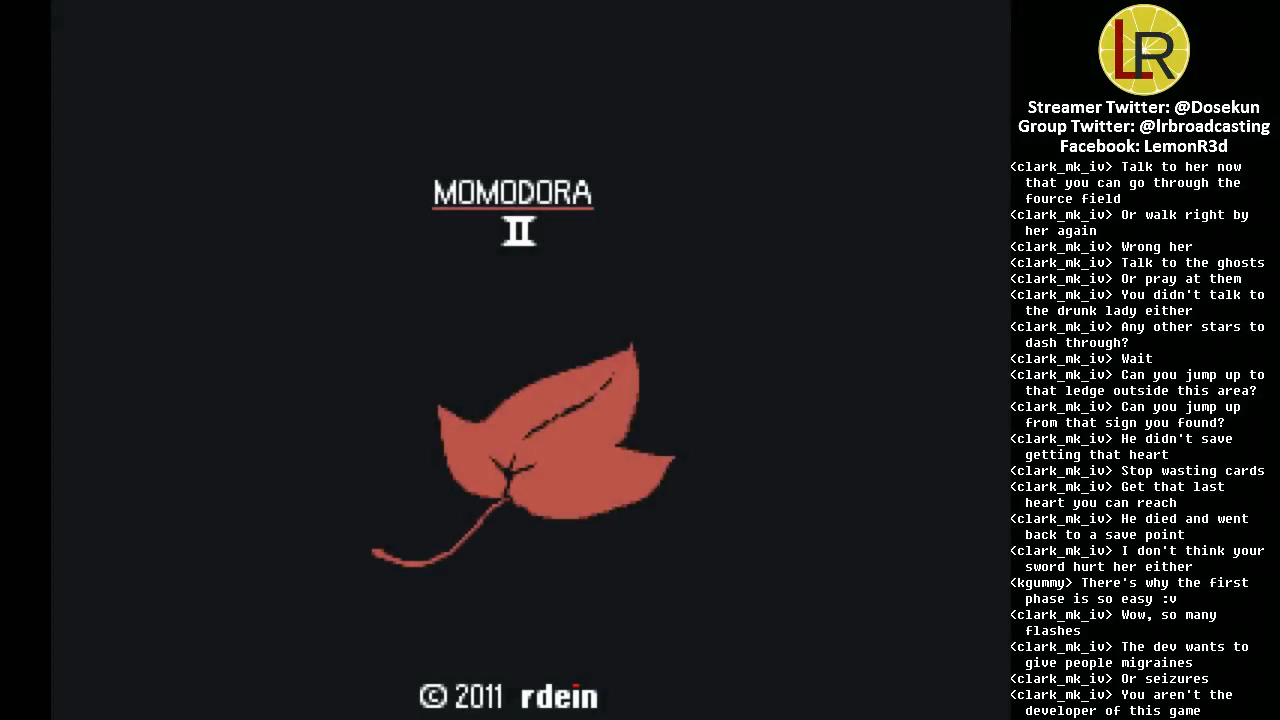 MOMODORA
II
© 2011 rdein
LR
Streamer Twitter: @Dosekun
Group Twitter: @lrbroadcasting
Facebook: LemonR3d
<clark_mk_iv> Talk to her now
that you can go through the
fource field
<clark_mk_iv> Or walk right by
her again
<clark_mk_iv> Wrong her
<clark_mk_iv> Talk to the ghosts
<clark_mk_iv> Or pray at them
<clark_mk_iv> You didn't talk to
the drunk lady either
<clark_mk_iv> Any other stars to
dash through?
<clark_mk_iv> Wait
<clark_mk_iv> Can you jump up to
that ledge outside this area?
<clark_mk_iv> Can you jump up
from that sign you found?
<clark_mk_iv> He didn't save
getting that heart
<clark_mk_iv> Stop wasting cards
<clark_mk_iv> Get that last
heart you can reach
<clark_mk_iv> He died and went
back to a save point
<clark_mk_iv> I don't think your
sword hurt her either
<kgummy> There's why the first
phase is so easy :v
<clark_mk_iv> Wow, so many
flashes
<clark_mk_iv> The dev wants to
give people migraines
<clark_mk_iv> Or seizures
<clark_mk_iv> You aren't the
developer of this game